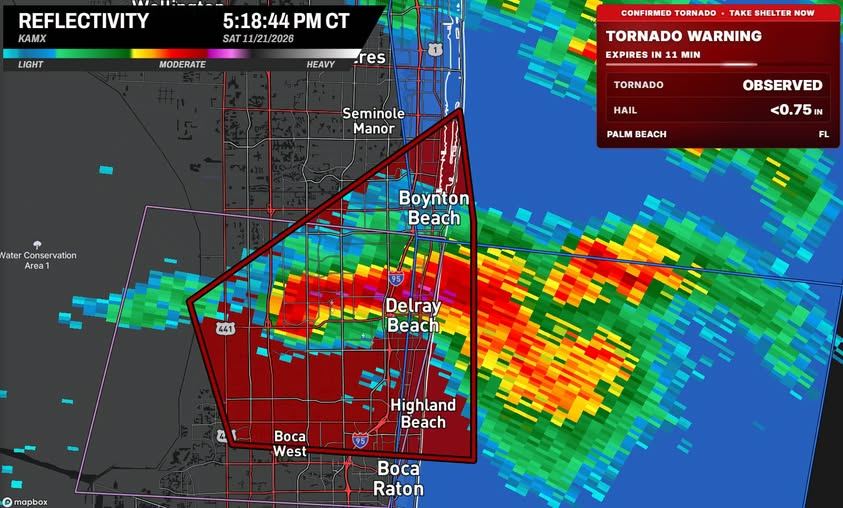 REFLECTIVITY
KAMX
5:18:44 PM CT
SAT 11/21/2026
LIGHT
MODERATE
HEAVY
CONFIRMED TORNADO - TAKE SHELTER NOW
TORNADO WARNING
EXPIRES IN 11 MIN
TORNADO
OBSERVED
HAIL
<0.75 IN
PALM BEACH
FL
1
Seminole
Manor
Boynton
Beach
Water Conservation
Area 1
95
Delray
Beach
441
Highland
Beach
Boca
West
95
Boca
Raton
mapbox